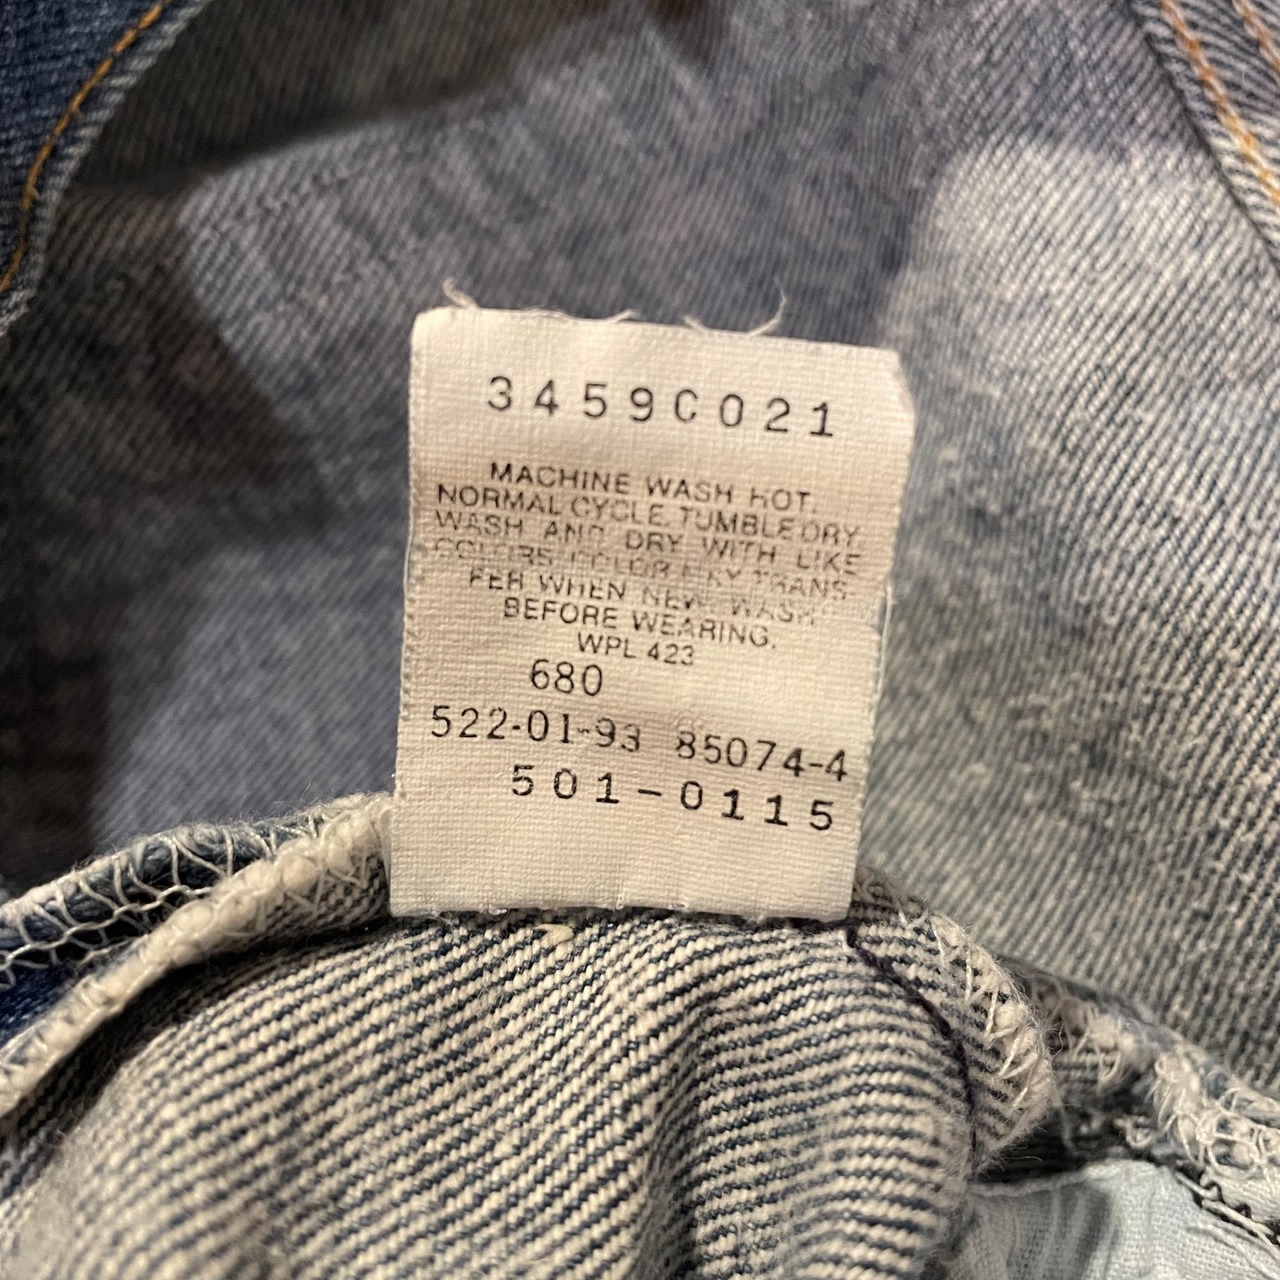 3459C021
MACHINE WASH HOT.
NORMAL CYCLE. TUMBLE DRY
WASH AND DRY WITH LIKE
COLORS. COLOR MAY TRANS-
FER WHEN NEW. WASH
BEFORE WEARING.
WPL 423
680
522-01-93 85074-4
501-0115